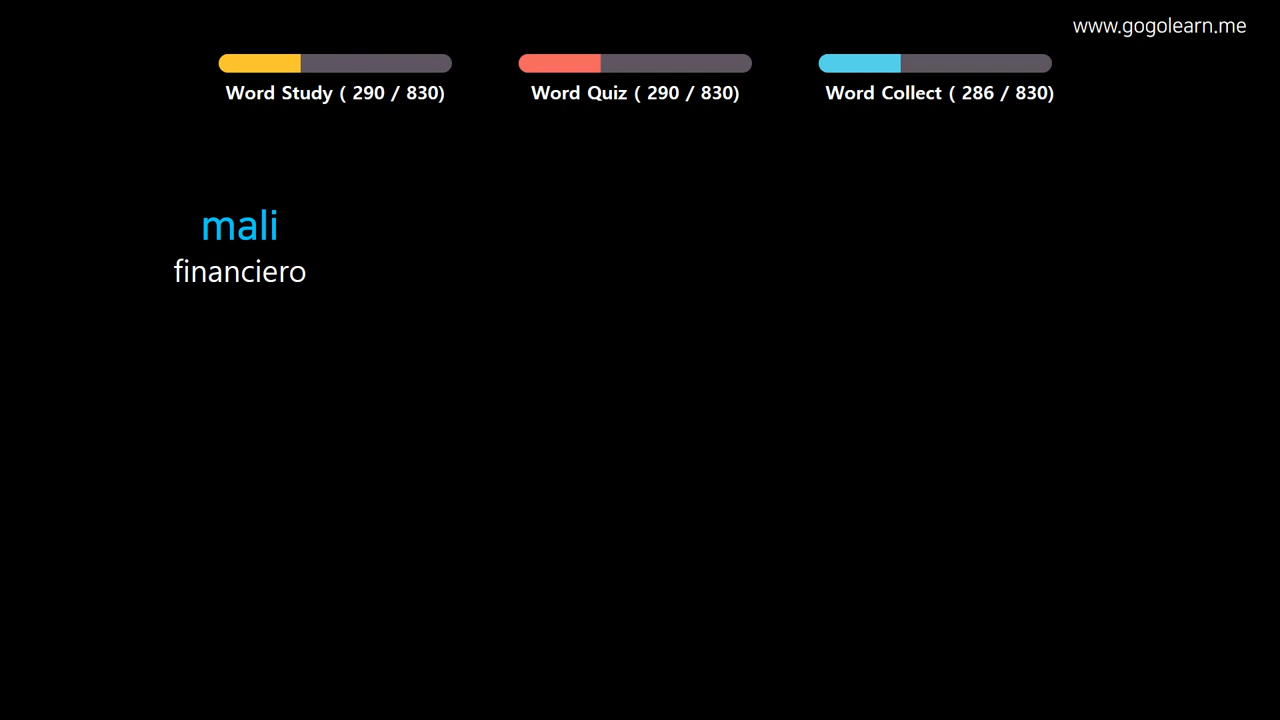 www.gogolearn.me
Word Study ( 290 / 830)
Word Quiz ( 290 / 830)
Word Collect ( 286 / 830)
mali
financiero